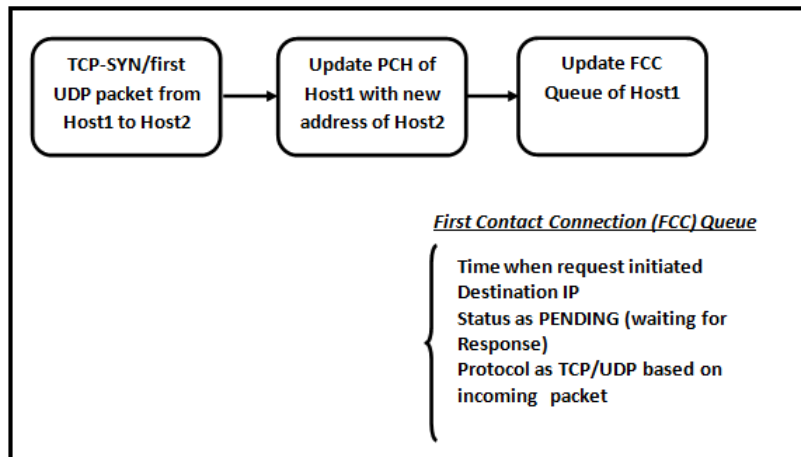 TCP-SYN/first
UDP packet from
Host1 to Host2
Update PCH of
Host1 with new
address of Host2
Update FCC
Queue of Host1
First Contact Connection (FCC) Queue
Time when request initiated
Destination IP
Status as PENDING (waiting for
Response)
Protocol as TCP/UDP based on
incoming packet